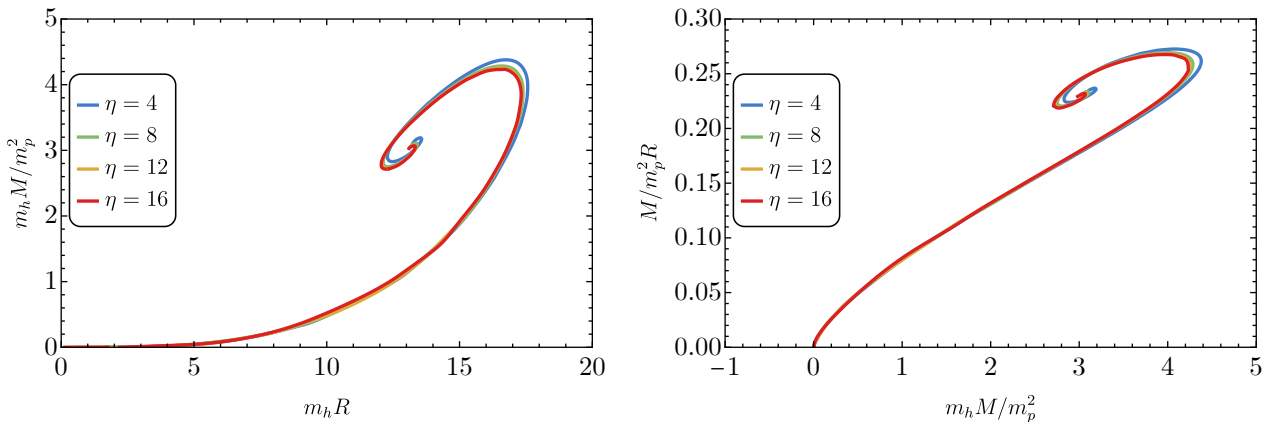 5
4
3
2
1
0
m_h M/m_p^2
η = 4
η = 8
η = 12
η = 16
0 5 10 15 20
m_h R
0.30
0.25
0.20
0.15
0.10
0.05
0.00
M/m_p^2 R
η = 4
η = 8
η = 12
η = 16
−1 0 1 2 3 4 5
m_h M/m_p^2